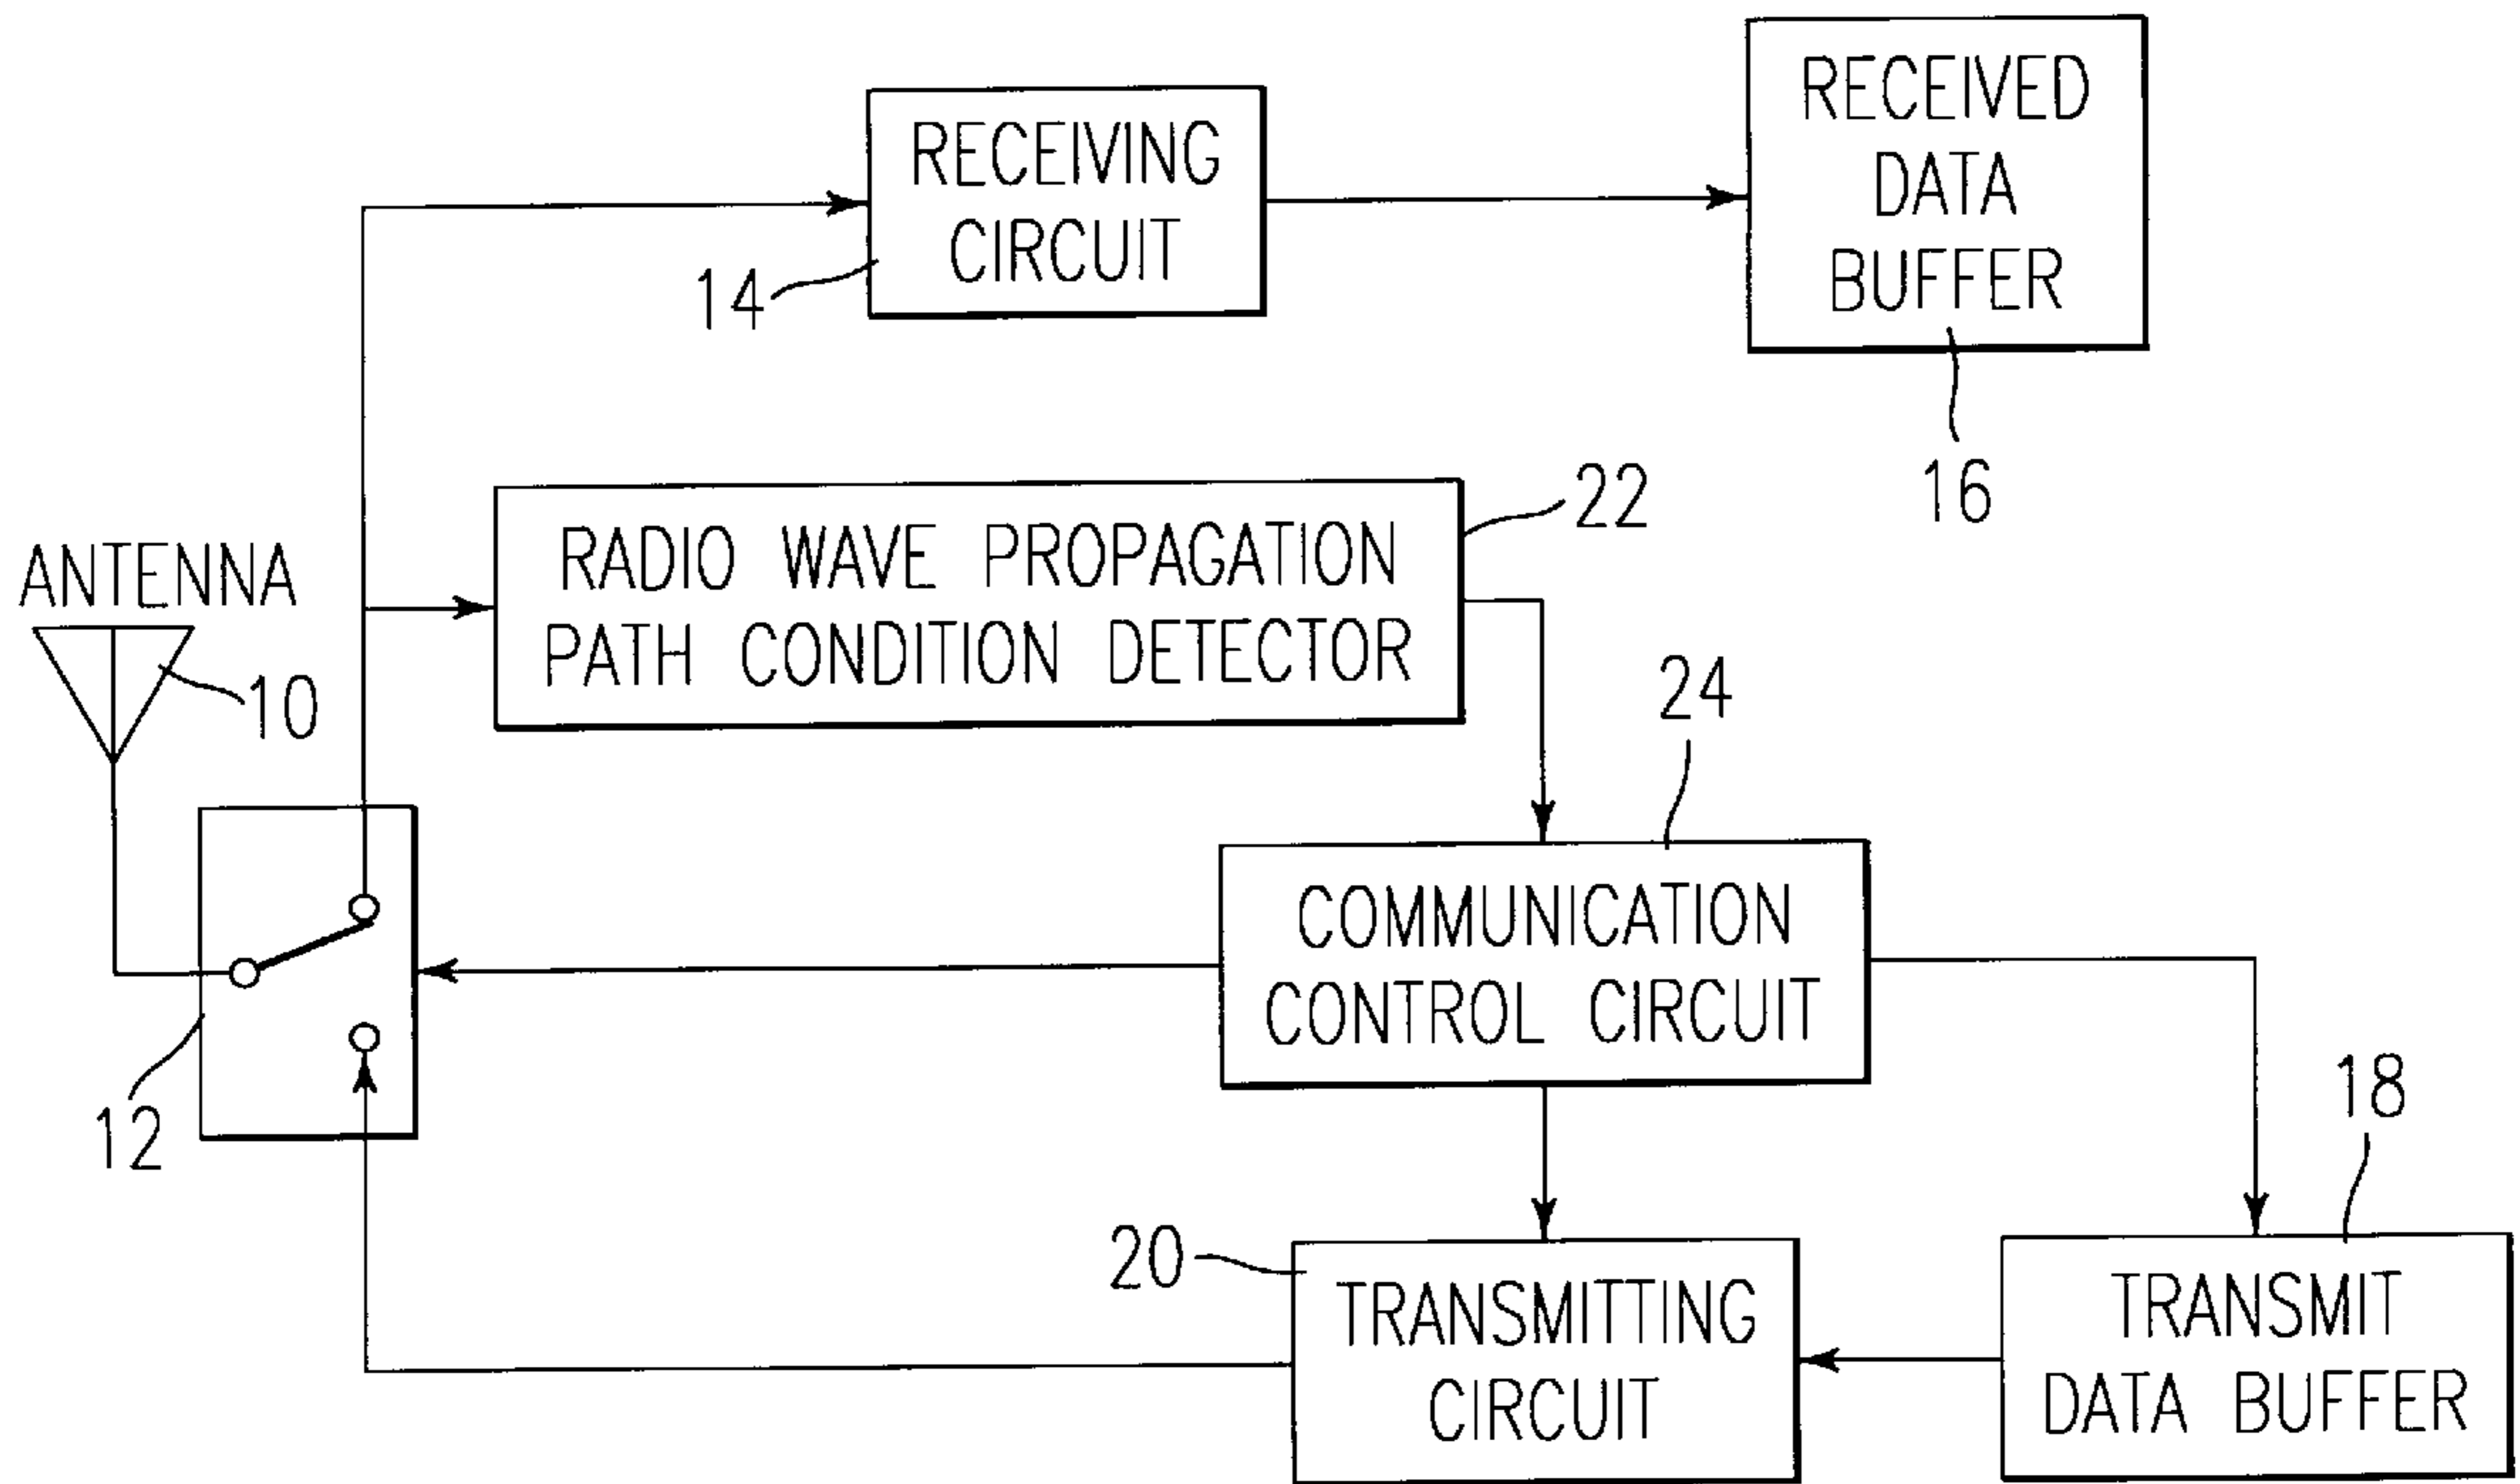 RECEIVED
DATA
BUFFER
16
RECEIVING
CIRCUIT
14
RADIO WAVE PROPAGATION
PATH CONDITION DETECTOR
22
ANTENNA
10
24
COMMUNICATION
CONTROL CIRCUIT
12
18
20
TRANSMITTING
CIRCUIT
TRANSMIT
DATA BUFFER